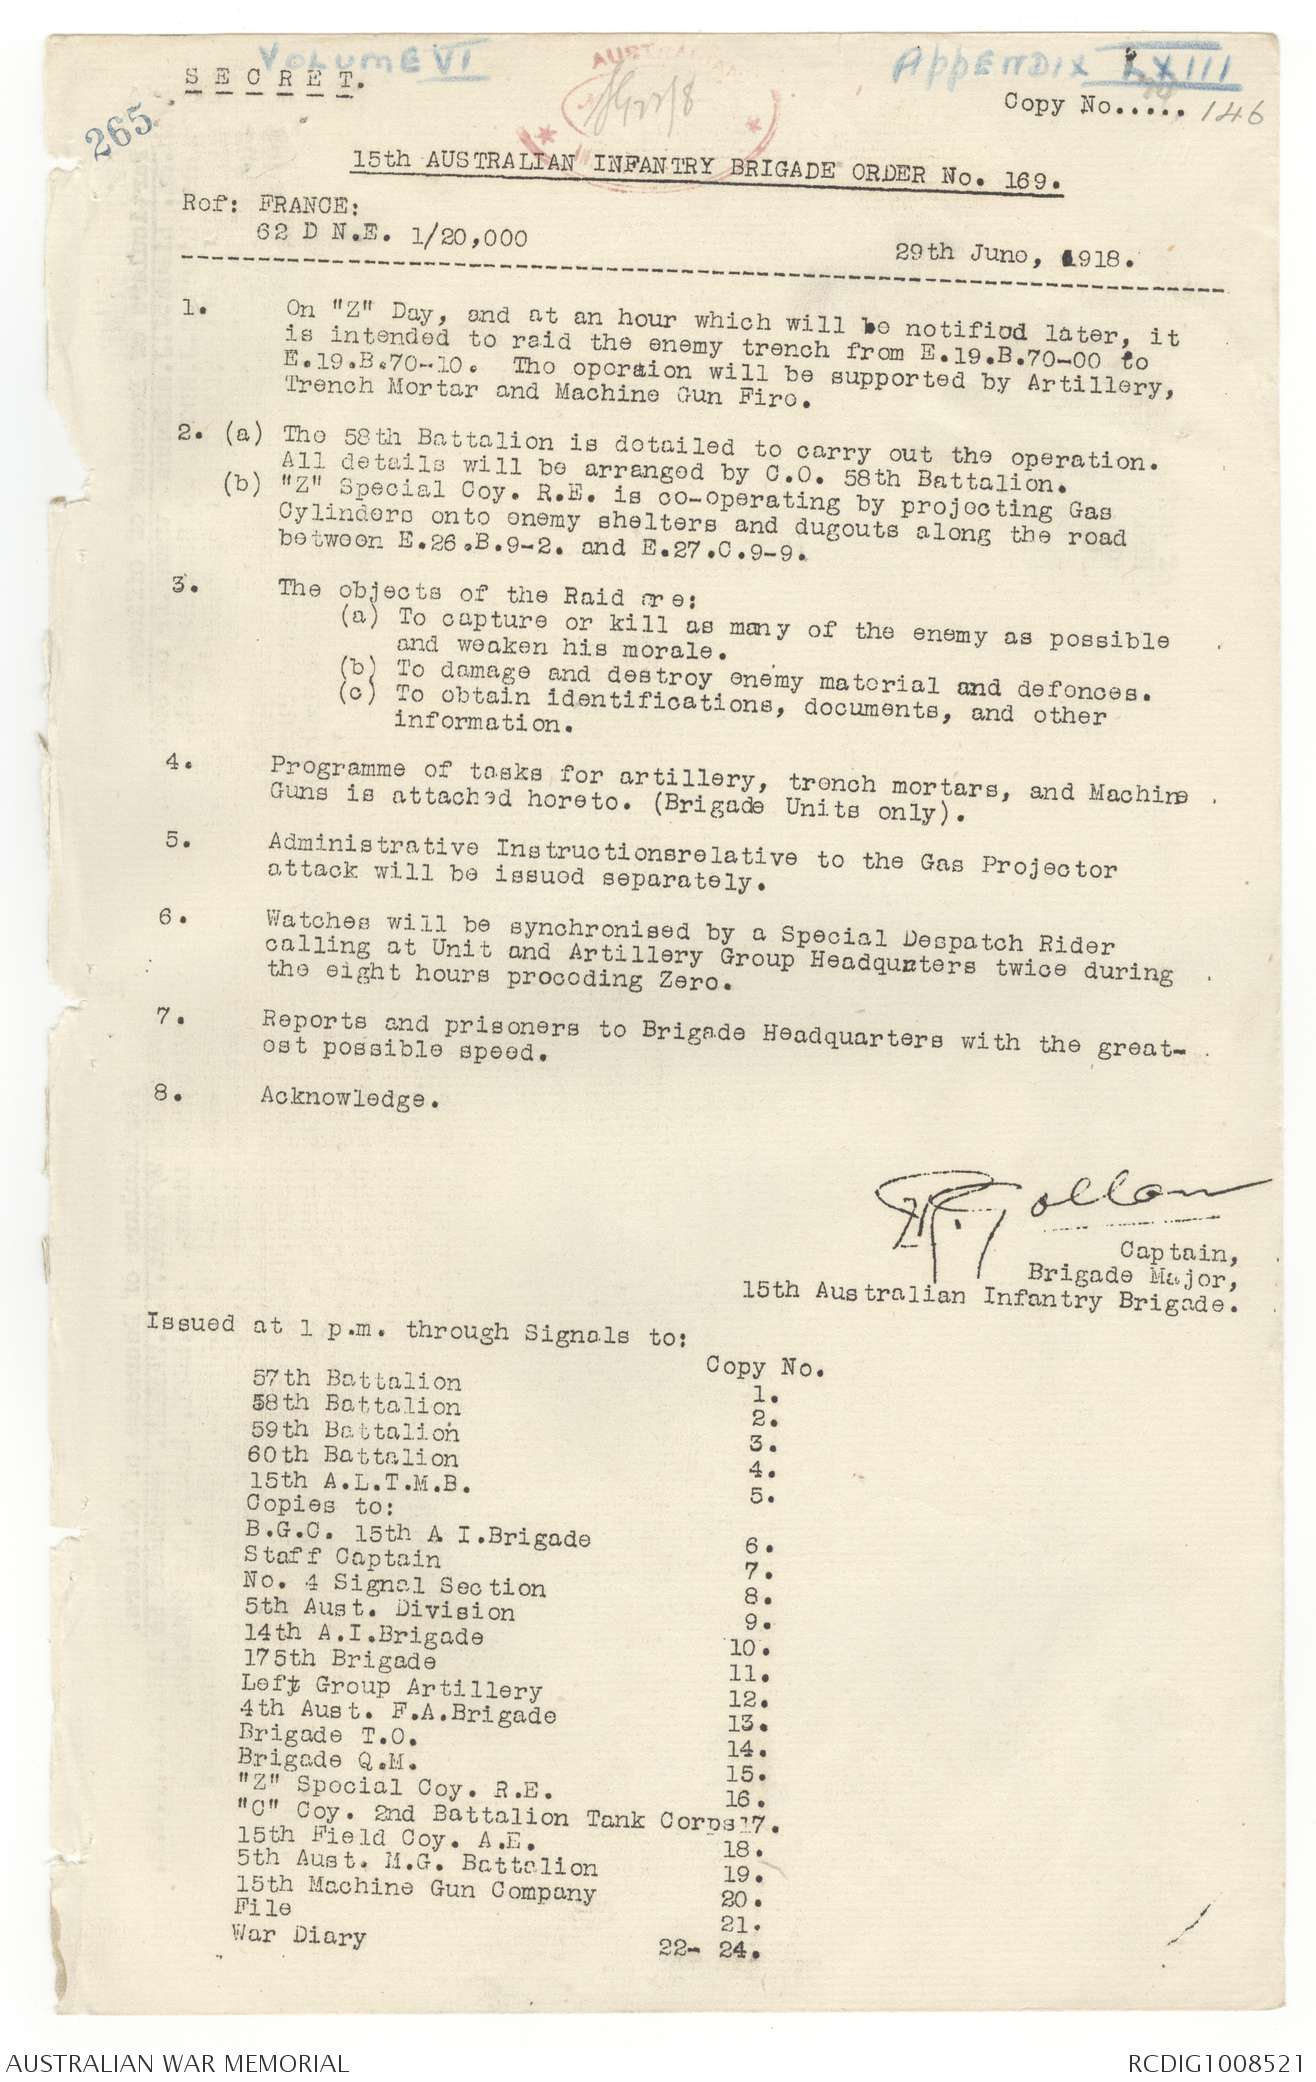 VOLUME VI
APPENDIX LXIII
SECRET.
265
Copy No..... 146
15th AUSTRALIAN INFANTRY BRIGADE ORDER No. 169.
Ref: FRANCE:
62 D N.E. 1/20,000
29th June, 1918.
1. On "Z" Day, and at an hour which will be notified later, it
is intended to raid the enemy trench from E.19.B.70-00 to
E.19.B.70-10. The operaion will be supported by Artillery,
Trench Mortar and Machine Gun Fire.
2. (a) The 58th Battalion is detailed to carry out the operation.
All details will be arranged by C.O. 58th Battalion.
(b) "Z" Special Coy. R.E. is co-operating by projecting Gas
Cylinders onto enemy shelters and dugouts along the road
between E.26.B.9-2. and E.27.C.9-9.
3. The objects of the Raid are:
(a) To capture or kill as many of the enemy as possible
and weaken his morale.
(b) To damage and destroy enemy material and defences.
(c) To obtain identifications, documents, and other
information.
4. Programme of tasks for artillery, trench mortars, and Machine
Guns is attached hereto. (Brigade Units only).
5. Administrative Instructionsrelative to the Gas Projector
attack will be issued separately.
6. Watches will be synchronised by a Special Despatch Rider
calling at Unit and Artillery Group Headqunters twice during
the eight hours preceding Zero.
7. Reports and prisoners to Brigade Headquarters with the great-
est possible speed.
8. Acknowledge.
Captain,
Brigade Major,
15th Australian Infantry Brigade.
Issued at 1 p.m. through Signals to:
Copy No.
57th Battalion 1.
58th Battalion 2.
59th Battalion 3.
60th Battalion 4.
15th A.L.T.M.B. 5.
Copies to:
B.G.C. 15th A I.Brigade 6.
Staff Captain 7.
No. 4 Signal Section 8.
5th Aust. Division 9.
14th A.I.Brigade 10.
175th Brigade 11.
Left Group Artillery 12.
4th Aust. F.A.Brigade 13.
Brigade T.O. 14.
Brigade Q.M. 15.
"Z" Special Coy. R.E. 16.
"C" Coy. 2nd Battalion Tank Corps 17.
15th Field Coy. A.E. 18.
5th Aust. M.G. Battalion 19.
15th Machine Gun Company 20.
File 21.
War Diary 22- 24.
AUSTRALIAN WAR MEMORIAL
RCDIG1008521